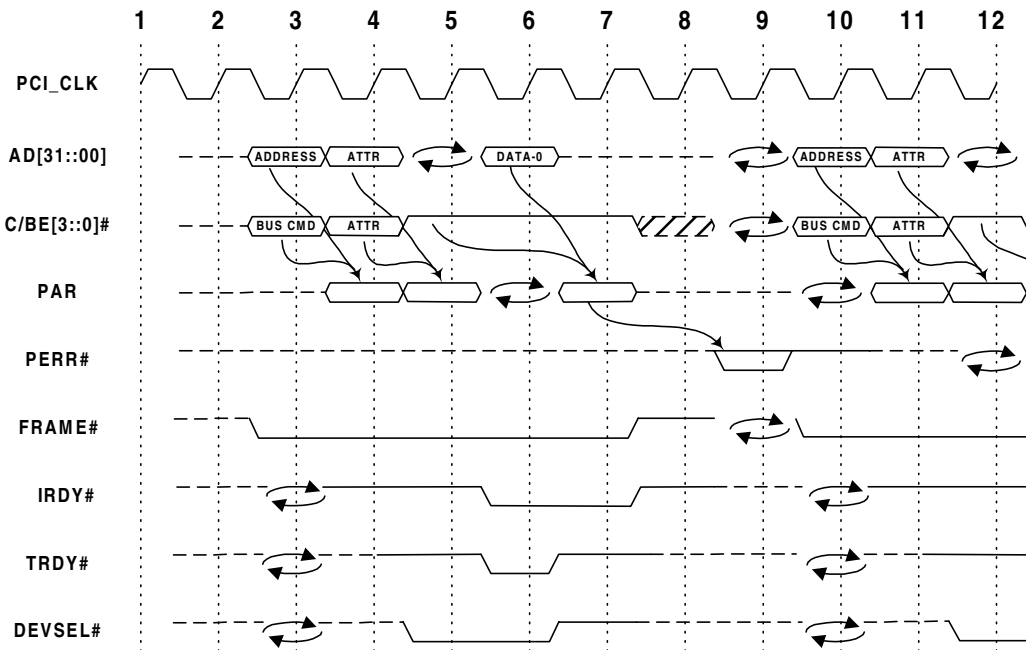 1 2 3 4 5 6 7 8 9 10 11 12
PCI_CLK
AD[31::00] ADDRESS ATTR DATA-0 ADDRESS ATTR
C/BE[3::0]# BUS CMD ATTR BUS CMD ATTR
PAR
PERR#
FRAME#
IRDY#
TRDY#
DEVSEL#